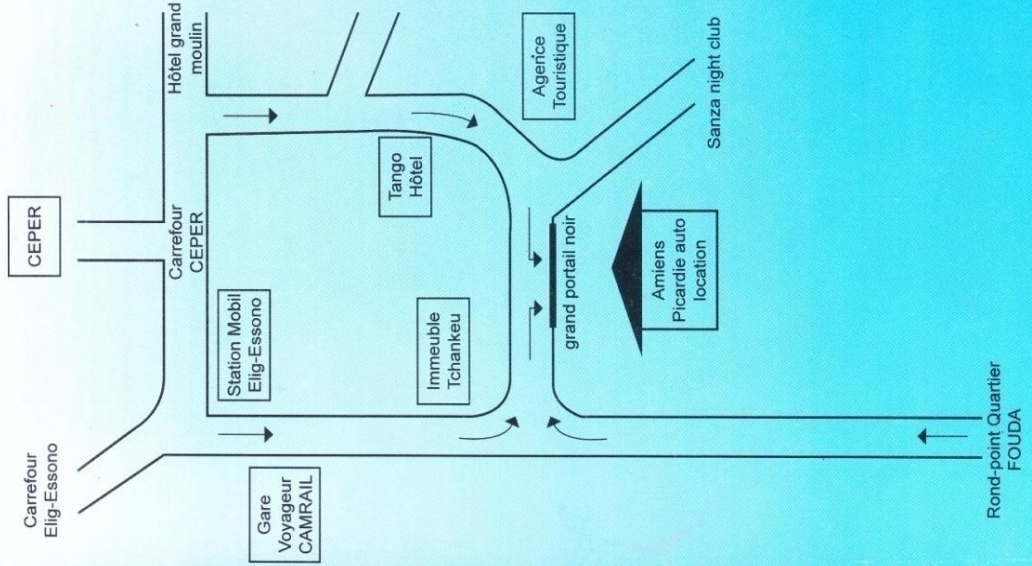 Carrefour
Elig-Essono
CEPER
Carrefour
CEPER
Hôtel grand
moulin
Station Mobil
Elig-Essono
Gare
Voyageur
CAMRAIL
Tango
Hôtel
Immeuble
Tchankeu
Agence
Touristique
grand portail noir
Amiens
Picardie auto
location
Sanza night club
Rond-point Quartier
FOUDA